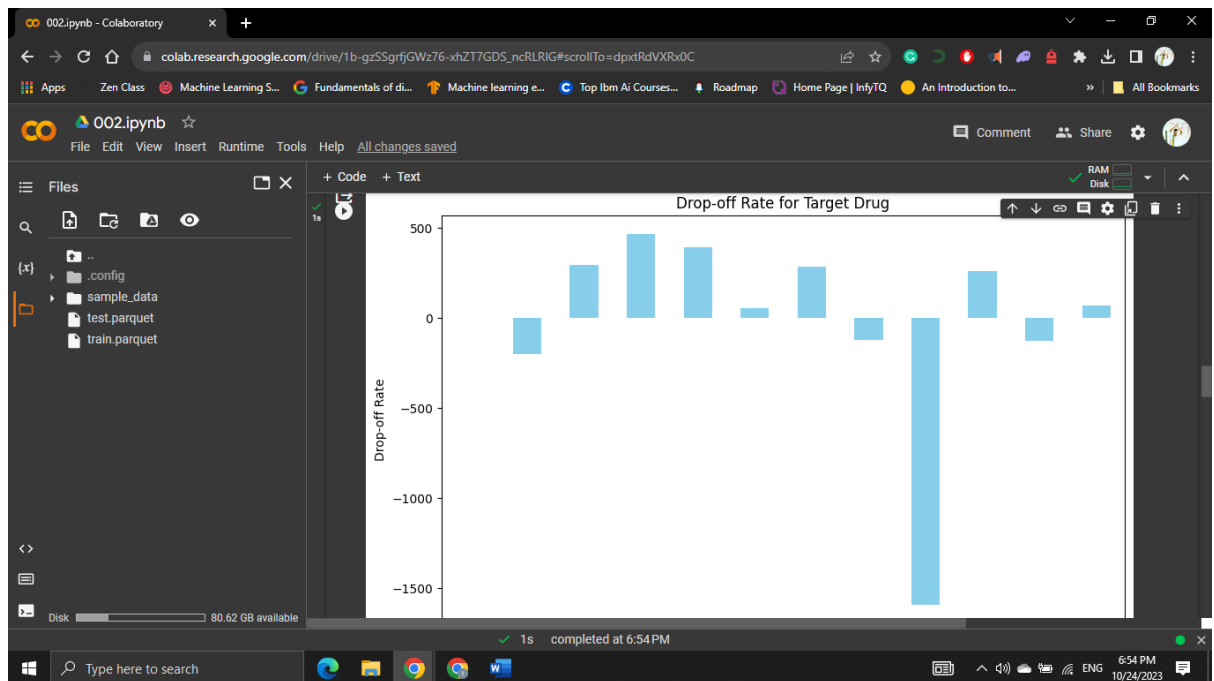 002.ipynb - Colaboratory
colab.research.google.com/drive/1b-gzSSgrfjGWz76-xhZT7GDS_ncRLRlG#scrollTo=dpxtRdVXRx0C
Apps Zen Class Machine Learning S... Fundamentals of di... Machine learning e... Top Ibm Ai Courses... Roadmap Home Page | InfyTQ An Introduction to... » All Bookmarks
002.ipynb
Comment Share
File Edit View Insert Runtime Tools Help All changes saved
Files
+ Code + Text
RAM
Disk
1s
Drop-off Rate for Target Drug
{x}
..
.config
sample_data
test.parquet
train.parquet
500
0
−500
−1000
−1500
Drop-off Rate
Disk 80.62 GB available
1s completed at 6:54 PM
Type here to search
ENG
6:54 PM
10/24/2023